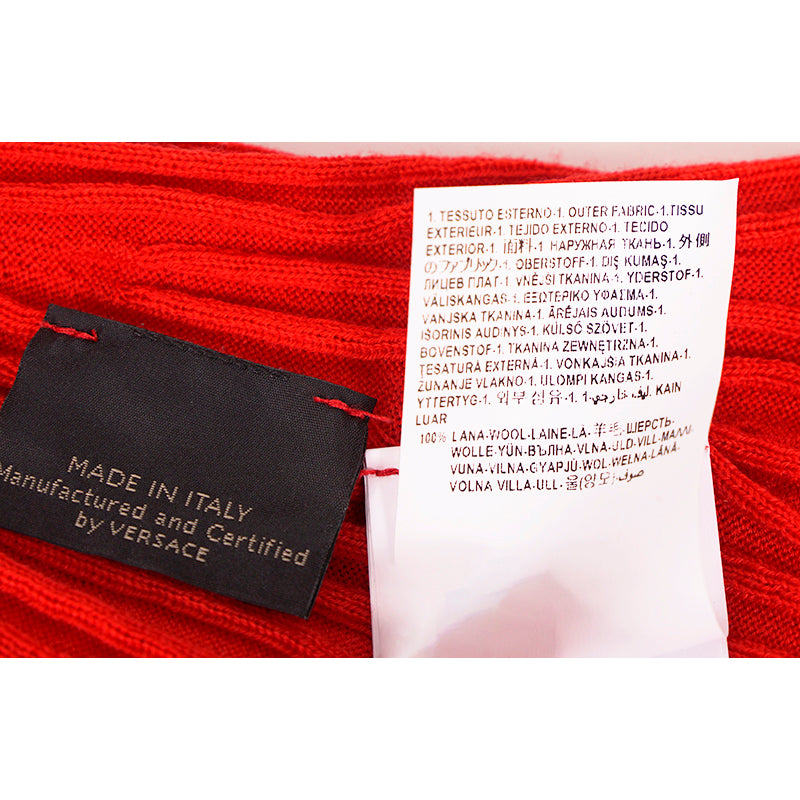 MADE IN ITALY
Manufactured and Certified
by VERSACE
1. TESSUTO ESTERNO-1. OUTER FABRIC-1.TISSU
EXTERIEUR-1. TEJIDO EXTERNO-1. TECIDO
EXTERIOR-1. 面料-1. НАРУЖНАЯ ТКАНЬ-1. 外側
のファブリック-1. OBERSTOFF-1. DIŞ KUMAŞ-1.
ЛИЦЕВ ПЛАТ-1. VNĚJŠI TKANINA-1. YDERSTOF-1.
VÄLISKANGAS-1. ΕΞΩΤΕΡΙΚΟ ΥΦΑΣΜΑ-1.
VANJSKA TKANINA-1. ĀRĒJAIS AUDUMS-1.
IŠORINIS AUDINYS-1. KÜLSŐ SZÖVET-1.
BOVENSTOF-1. TKANINA ZEWNĘTRZNA-1.
ȚESATURĂ EXTERNĂ-1. VONKAJŠIA TKANINA-1.
ZUNANJE VLAKNO-1. ULOMPI KANGAS-1.
YTTERTYG-1. 외부 섬유-1. ليف خارجي-1. KAIN
LUAR
100% LANA-WOOL-LAINE-LÃ-羊毛-ШЕРСТЬ-
WOLLE-YÜN-ВЪЛНА-VLNA-ULD-VILL-ΜΑΛΛΙ-
VUNA-VILNA-GYAPJÚ-WOL-WEŁNA-LÂNĂ-
VOLNA VILLA-ULL-울(양모)-صوف